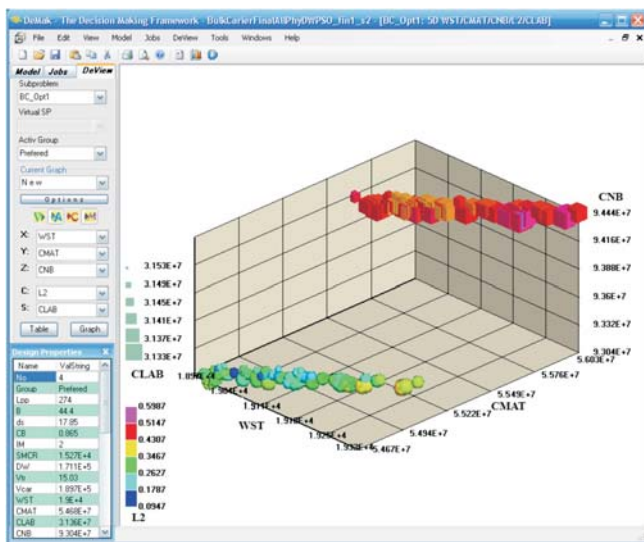 DeMak - The Decision Making Framework - BulkCarierFinalAllPhyDWPSO_fin1_s2 - [BC_Opt1: 5D WST/CMAT/CNB/L2/CLAB]
File Edit View Model Jobs DeView Tools Windows Help
Model Jobs DeView
Subproblem
BC_Opt1
Virtual SP
Activ Group
Prefered
Current Graph
New
Options
X: WST
Y: CMAT
Z: CNB
C: L2
S: CLAB
Table Graph
Design Properties
Name ValString
No 4
Group Prefered
Lpp 274
B 44.4
ds 17.85
CB 0.865
IM 2
SMCR 1.527E+4
DW 1.711E+5
Vtr 15.03
Vcar 1.897E+5
WST 1.9E+4
CMAT 5.468E+7
CLAB 3.136E+7
CNB 9.304E+7
3.153E+7
3.149E+7
3.145E+7
3.141E+7
3.137E+7
3.133E+7
CLAB
0.5987
0.5147
0.4307
0.3467
0.2627
0.1787
0.0947
L2
CNB
9.444E+7
9.416E+7
9.388E+7
9.36E+7
9.332E+7
9.304E+7
5.603E+7
5.576E+7
5.549E+7
5.522E+7
5.494E+7
5.467E+7
CMAT
1.904E+4
1.911E+4
1.918E+4
1.925E+4
WST